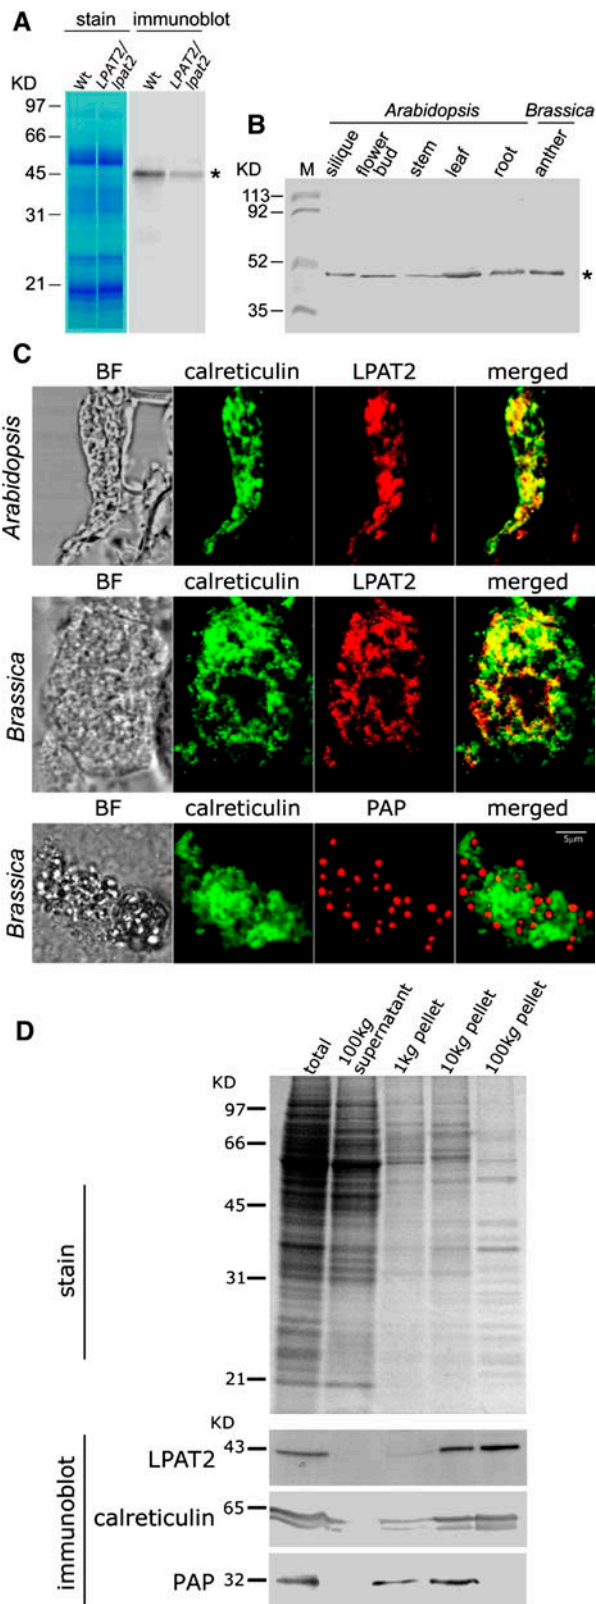 A
stain immunoblot
Wt LPAT2/lpat2 Wt LPAT2/lpat2
KD
97
66
45 *
31
21
B
Arabidopsis Brassica
silique flower bud stem leaf root anther
KD M
113
92
52
*
35
C
BF calreticulin LPAT2 merged
Arabidopsis
BF calreticulin LPAT2 merged
Brassica
BF calreticulin PAP merged
5µm
Brassica
D
total 100kg supernatant 1kg pellet 10kg pellet 100kg pellet
KD
97
66
45
stain
31
21
KD
43
LPAT2
65
calreticulin
immunoblot
PAP 32